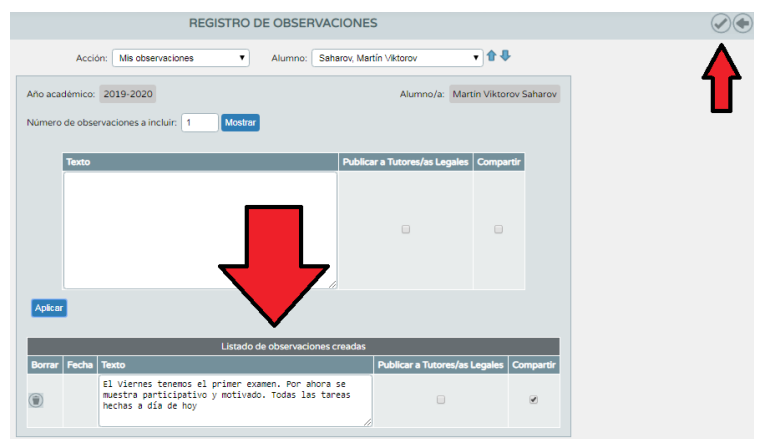 REGISTRO DE OBSERVACIONES
Acción: Mis observaciones Alumno: Saharov, Martín Viktorov
Año académico: 2019-2020 Alumno/a: Martín Viktorov Saharov
Número de observaciones a incluir: 1 Mostrar
Texto Publicar a Tutores/as Legales Compartir
Aplicar
Listado de observaciones creadas
Borrar Fecha Texto Publicar a Tutores/as Legales Compartir
El Viernes tenemos el primer examen. Por ahora se
muestra participativo y motivado. Todas las tareas
hechas a día de hoy